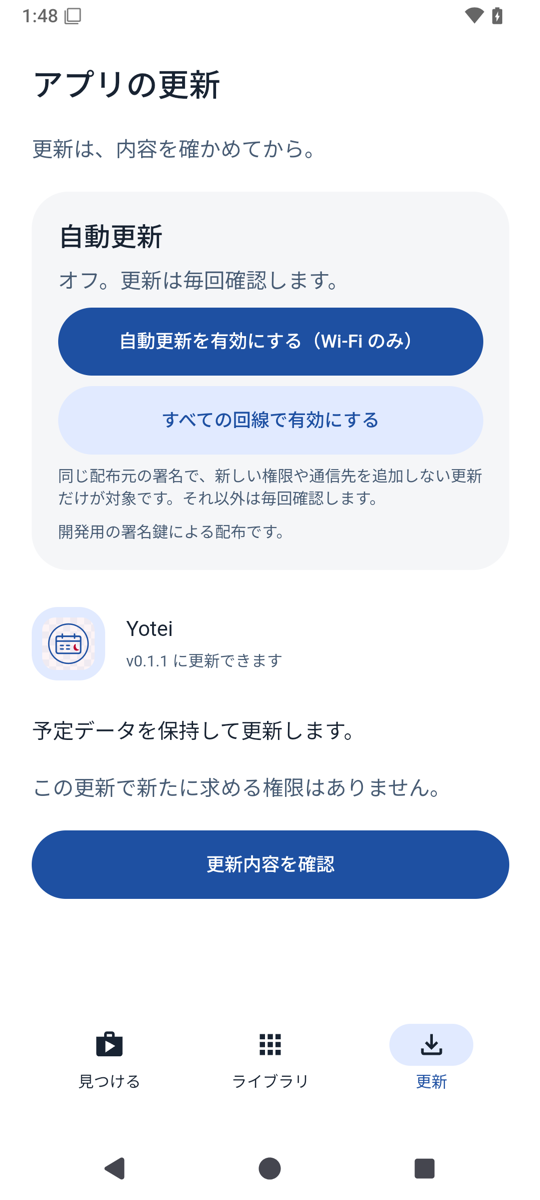 1:48
アプリの更新
更新は、内容を確かめてから。
自動更新
オフ。更新は毎回確認します。
自動更新を有効にする（Wi-Fi のみ）
すべての回線で有効にする
同じ配布元の署名で、新しい権限や通信先を追加しない更新
だけが対象です。それ以外は毎回確認します。
開発用の署名鍵による配布です。
Yotei
v0.1.1 に更新できます
予定データを保持して更新します。
この更新で新たに求める権限はありません。
更新内容を確認
見つける
ライブラリ
更新